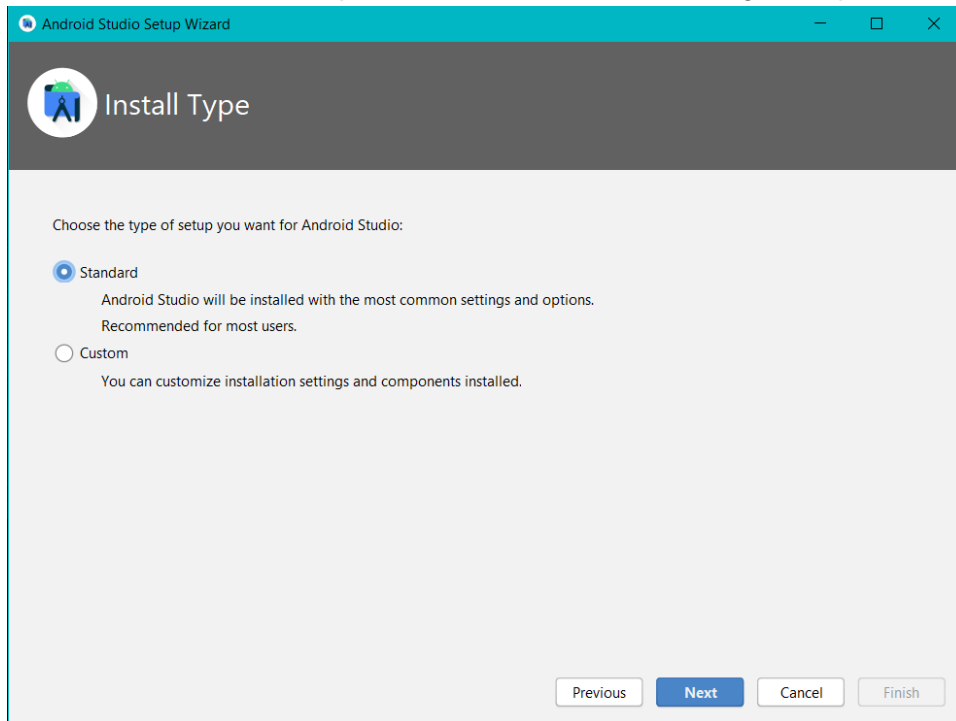 Android Studio Setup Wizard
Install Type
Choose the type of setup you want for Android Studio:
Standard
Android Studio will be installed with the most common settings and options.
Recommended for most users.
Custom
You can customize installation settings and components installed.
Previous Next Cancel Finish